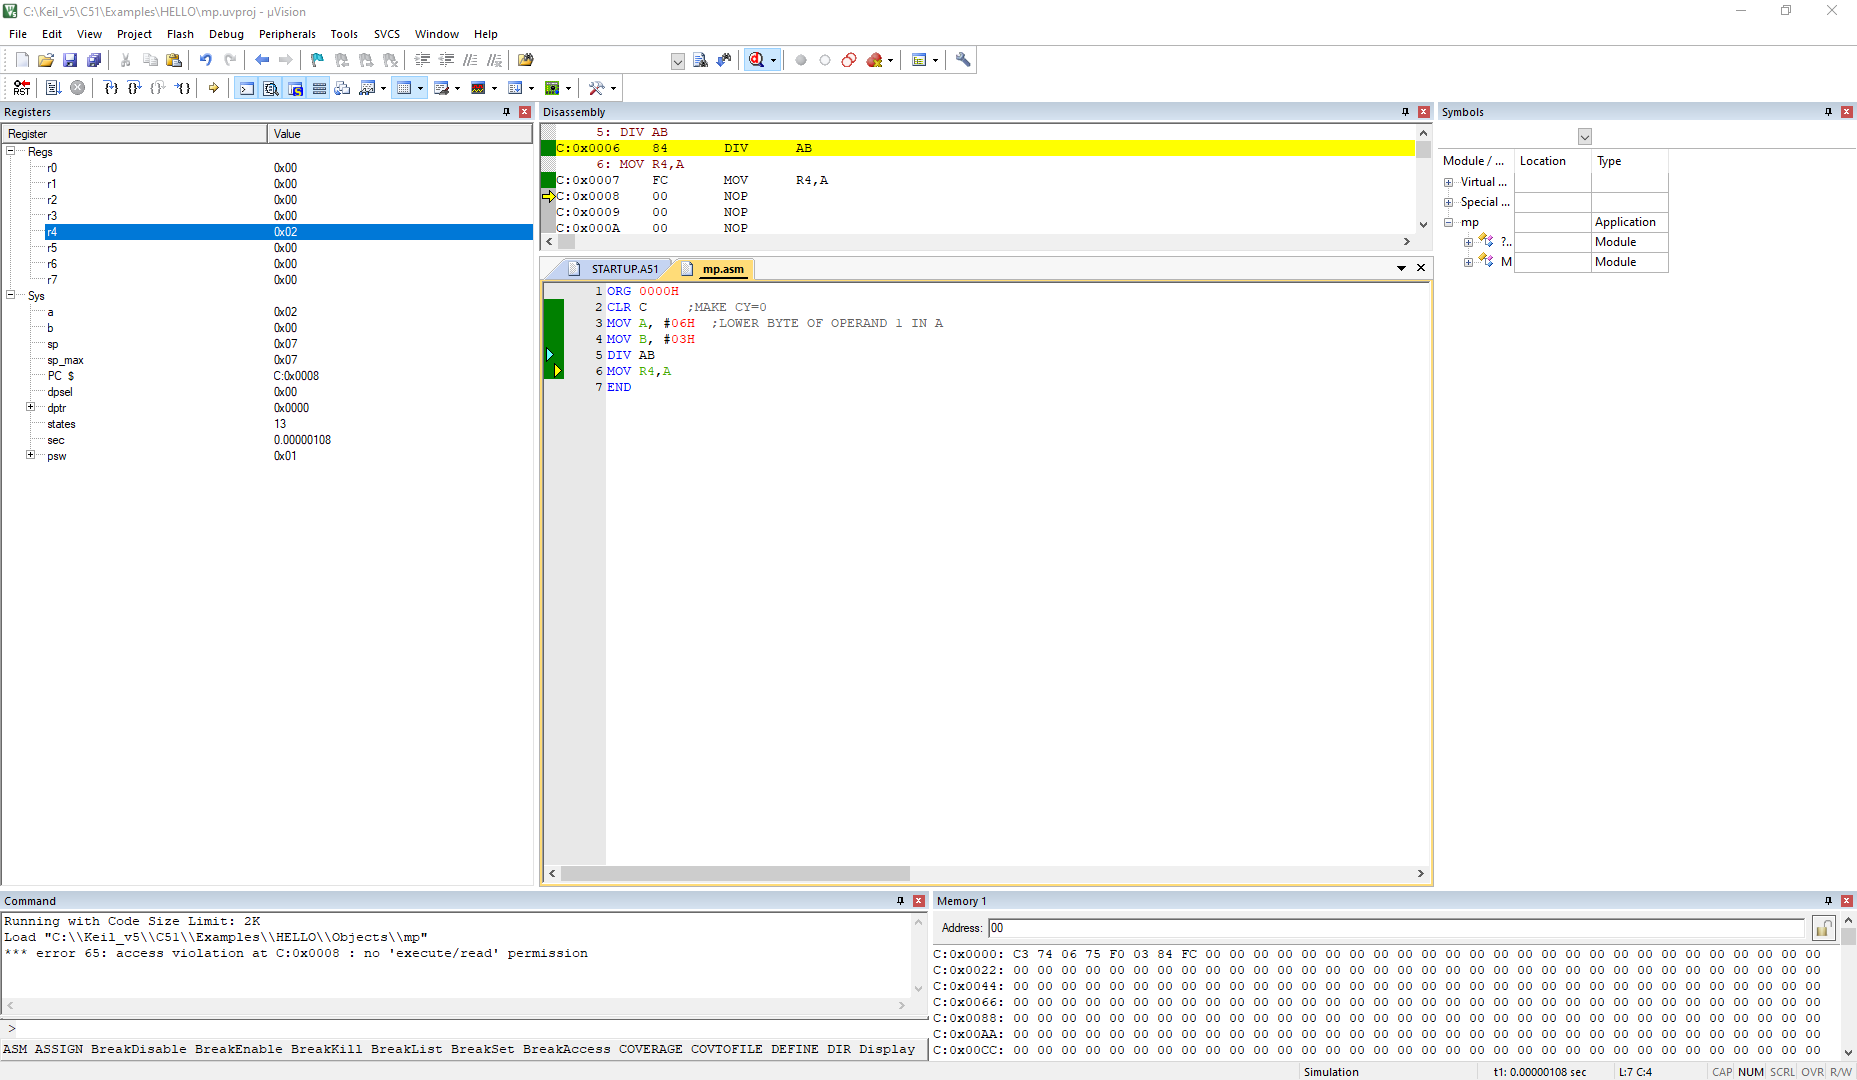 C:\Keil_v5\C51\Examples\HELLO\mp.uvproj - µVision
File Edit View Project Flash Debug Peripherals Tools SVCS Window Help
RST
Registers
Register Value
Regs
r0 0x00
r1 0x00
r2 0x00
r3 0x00
r4 0x02
r5 0x00
r6 0x00
r7 0x00
Sys
a 0x02
b 0x00
sp 0x07
sp_max 0x07
PC $ C:0x0008
dpsel 0x00
dptr 0x0000
states 13
sec 0.00000108
psw 0x01
Disassembly
5: DIV AB
C:0x0006 84 DIV AB
6: MOV R4,A
C:0x0007 FC MOV R4,A
C:0x0008 00 NOP
C:0x0009 00 NOP
C:0x000A 00 NOP
STARTUP.A51 mp.asm
1 ORG 0000H
2 CLR C ;MAKE CY=0
3 MOV A, #06H ;LOWER BYTE OF OPERAND 1 IN A
4 MOV B, #03H
5 DIV AB
6 MOV R4,A
7 END
Symbols
Module / ... Location Type
Virtual ...
Special ...
mp Application
?.. Module
M Module
Command
Running with Code Size Limit: 2K
Load "C:\\Keil_v5\\C51\\Examples\\HELLO\\Objects\\mp"
*** error 65: access violation at C:0x0008 : no 'execute/read' permission
>
ASM ASSIGN BreakDisable BreakEnable BreakKill BreakList BreakSet BreakAccess COVERAGE COVTOFILE DEFINE DIR Display
Memory 1
Address: 00
C:0x0000: C3 74 06 75 F0 03 84 FC 00 00 00 00 00 00 00 00 00 00 00 00 00 00 00 00 00 00 00 00 00 00 00 00 00 00
C:0x0022: 00 00 00 00 00 00 00 00 00 00 00 00 00 00 00 00 00 00 00 00 00 00 00 00 00 00 00 00 00 00 00 00 00 00
C:0x0044: 00 00 00 00 00 00 00 00 00 00 00 00 00 00 00 00 00 00 00 00 00 00 00 00 00 00 00 00 00 00 00 00 00 00
C:0x0066: 00 00 00 00 00 00 00 00 00 00 00 00 00 00 00 00 00 00 00 00 00 00 00 00 00 00 00 00 00 00 00 00 00 00
C:0x0088: 00 00 00 00 00 00 00 00 00 00 00 00 00 00 00 00 00 00 00 00 00 00 00 00 00 00 00 00 00 00 00 00 00 00
C:0x00AA: 00 00 00 00 00 00 00 00 00 00 00 00 00 00 00 00 00 00 00 00 00 00 00 00 00 00 00 00 00 00 00 00 00 00
C:0x00CC: 00 00 00 00 00 00 00 00 00 00 00 00 00 00 00 00 00 00 00 00 00 00 00 00 00 00 00 00 00 00 00 00 00 00
Simulation t1: 0.00000108 sec L:7 C:4 CAP NUM SCRL OVR R/W